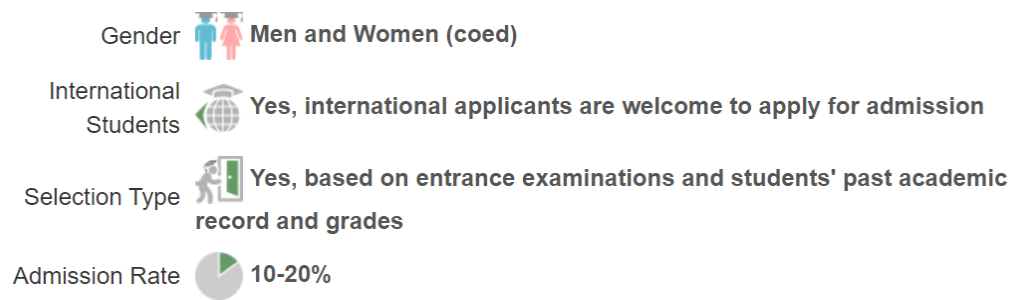 Gender Men and Women (coed)
International
Students
Yes, international applicants are welcome to apply for admission
Selection Type Yes, based on entrance examinations and students' past academic
record and grades
Admission Rate 10-20%